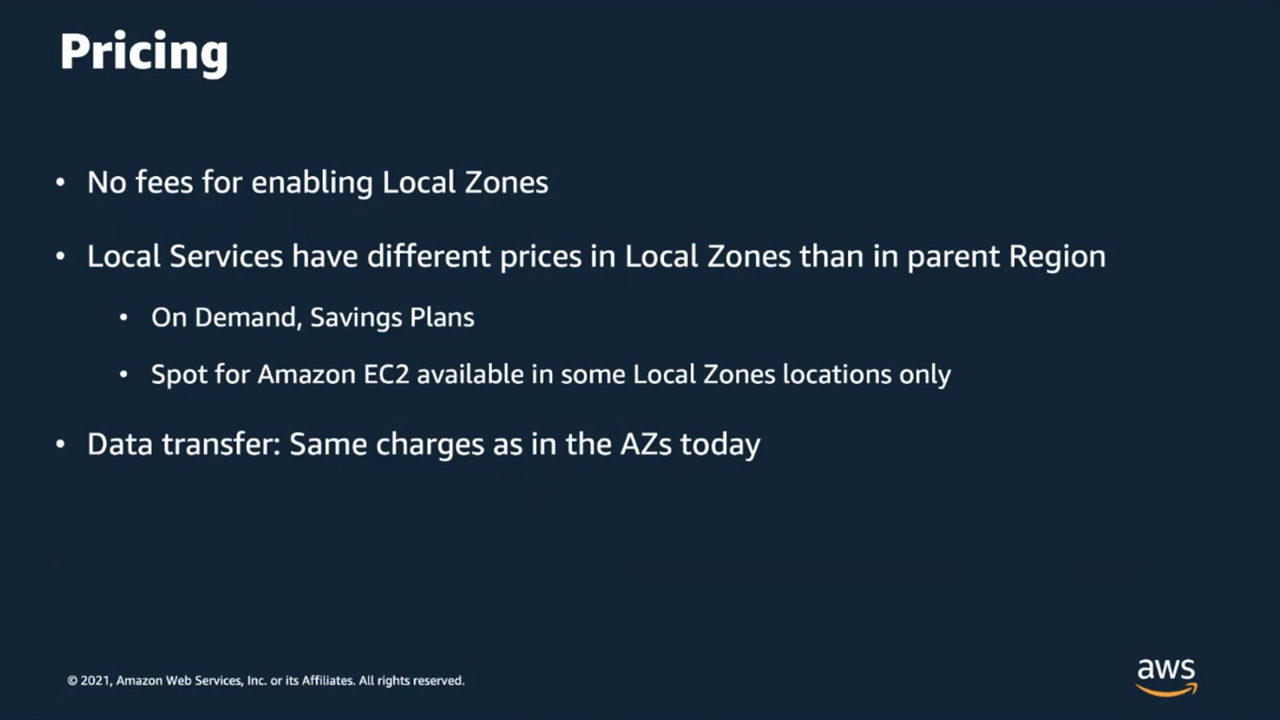 Pricing
• No fees for enabling Local Zones
• Local Services have different prices in Local Zones than in parent Region
• On Demand, Savings Plans
• Spot for Amazon EC2 available in some Local Zones locations only
• Data transfer: Same charges as in the AZs today
© 2021, Amazon Web Services, Inc. or its Affiliates. All rights reserved.
aws